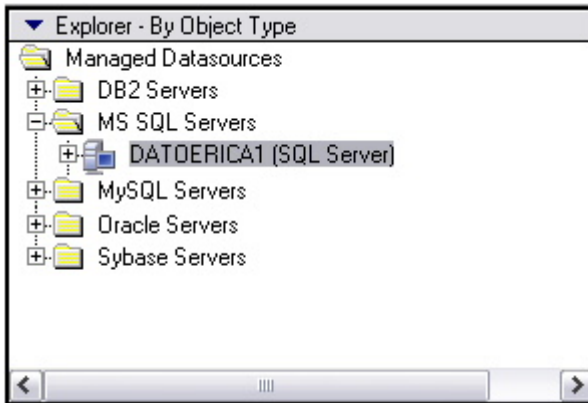 Explorer - By Object Type
Managed Datasources
DB2 Servers
MS SQL Servers
DATOERICA1 (SQL Server)
MySQL Servers
Oracle Servers
Sybase Servers